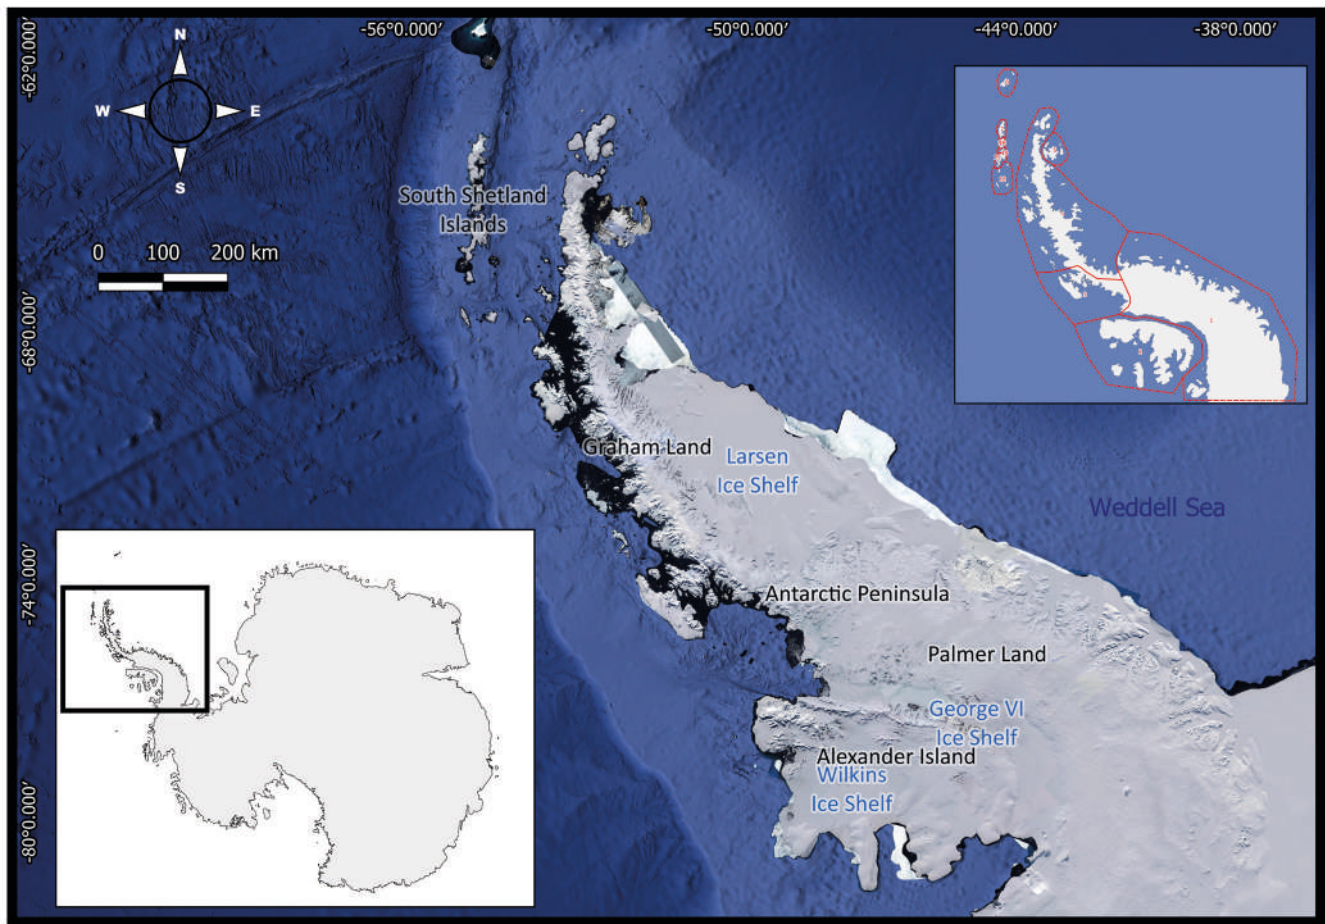 -56°0.000′
-50°0.000′
-44°0.000′
-38°0.000′
-62°0.000′
-68°0.000′
-74°0.000′
-80°0.000′
N
W
E
S
0 100 200 km
South Shetland
Islands
Graham Land
Larsen
Ice Shelf
Weddell Sea
Antarctic Peninsula
Palmer Land
George VI
Ice Shelf
Alexander Island
Wilkins
Ice Shelf